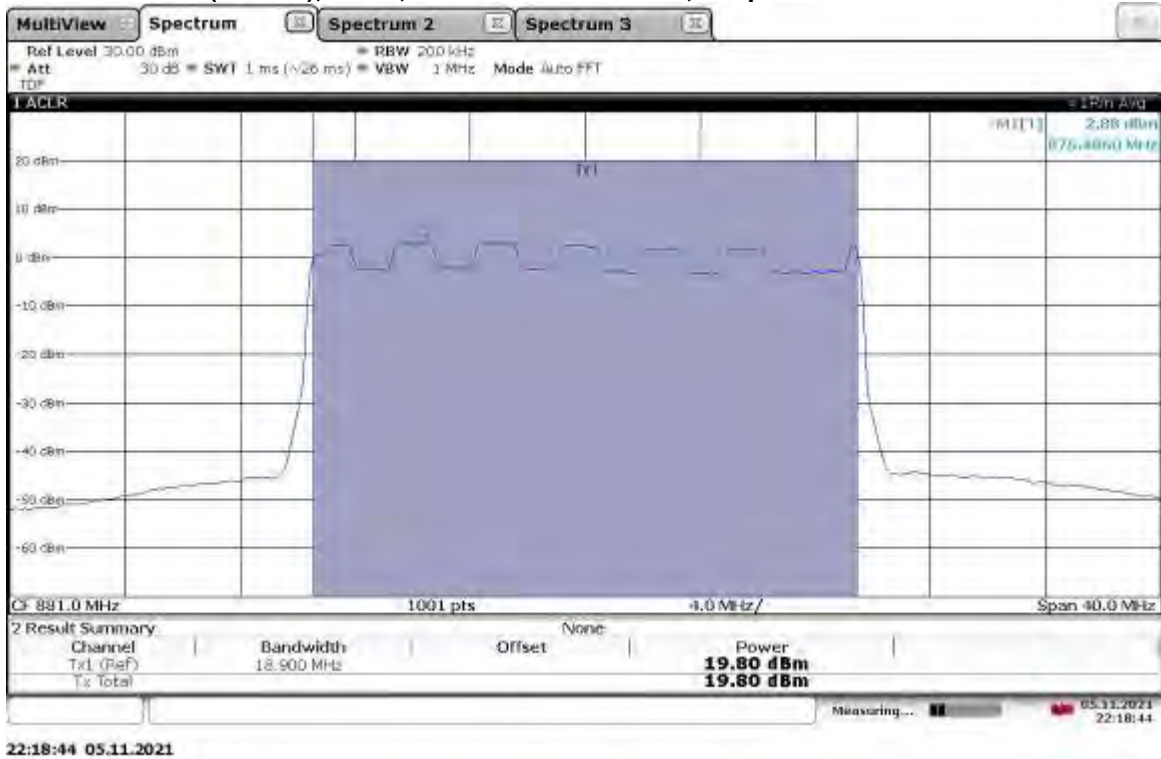 MultiView Spectrum Spectrum 2 Spectrum 3
Ref Level 30.00 dBm RBW 200 kHz
Att 30 dB SWT 1 ms (~26 ms) VBW 1 MHz Mode Auto FFT
TDF
1 ACLR 1Rm Avg
M1[1] 2.88 dBm
876.4860 MHz
20 dBm
Tx1
10 dBm
0 dBm
-10 dBm
-20 dBm
-30 dBm
-40 dBm
-50 dBm
-60 dBm
CF 881.0 MHz 1001 pts 4.0 MHz/ Span 40.0 MHz
2 Result Summary None
Channel Bandwidth Offset Power
Tx1 (Ref) 18.900 MHz 19.80 dBm
Tx Total 19.80 dBm
Measuring... 05.11.2021
22:18:44
22:18:44 05.11.2021